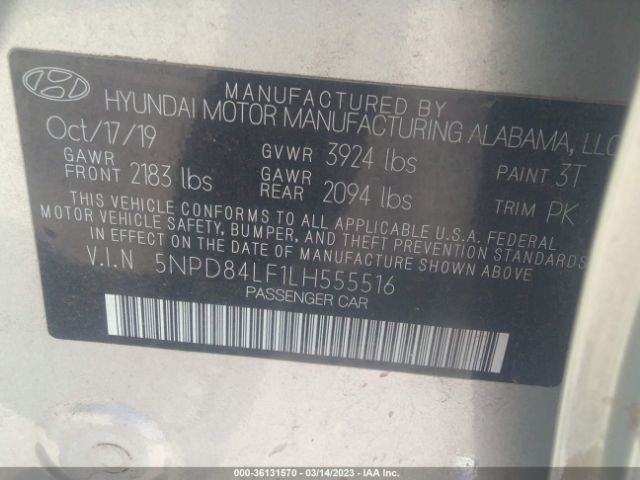 MANUFACTURED BY
HYUNDAI MOTOR MANUFACTURING ALABAMA, LLC
Oct/17/19 GVWR 3924 lbs PAINT 3T
GAWR FRONT 2183 lbs GAWR REAR 2094 lbs TRIM PK
THIS VEHICLE CONFORMS TO ALL APPLICABLE U.S.A. FEDERAL
MOTOR VEHICLE SAFETY, BUMPER, AND THEFT PREVENTION STANDARDS
IN EFFECT ON THE DATE OF MANUFACTURE SHOWN ABOVE.
V.I.N 5NPD84LF1LH555516
PASSENGER CAR
000-36131570 - 03/14/2023 - IAA Inc.